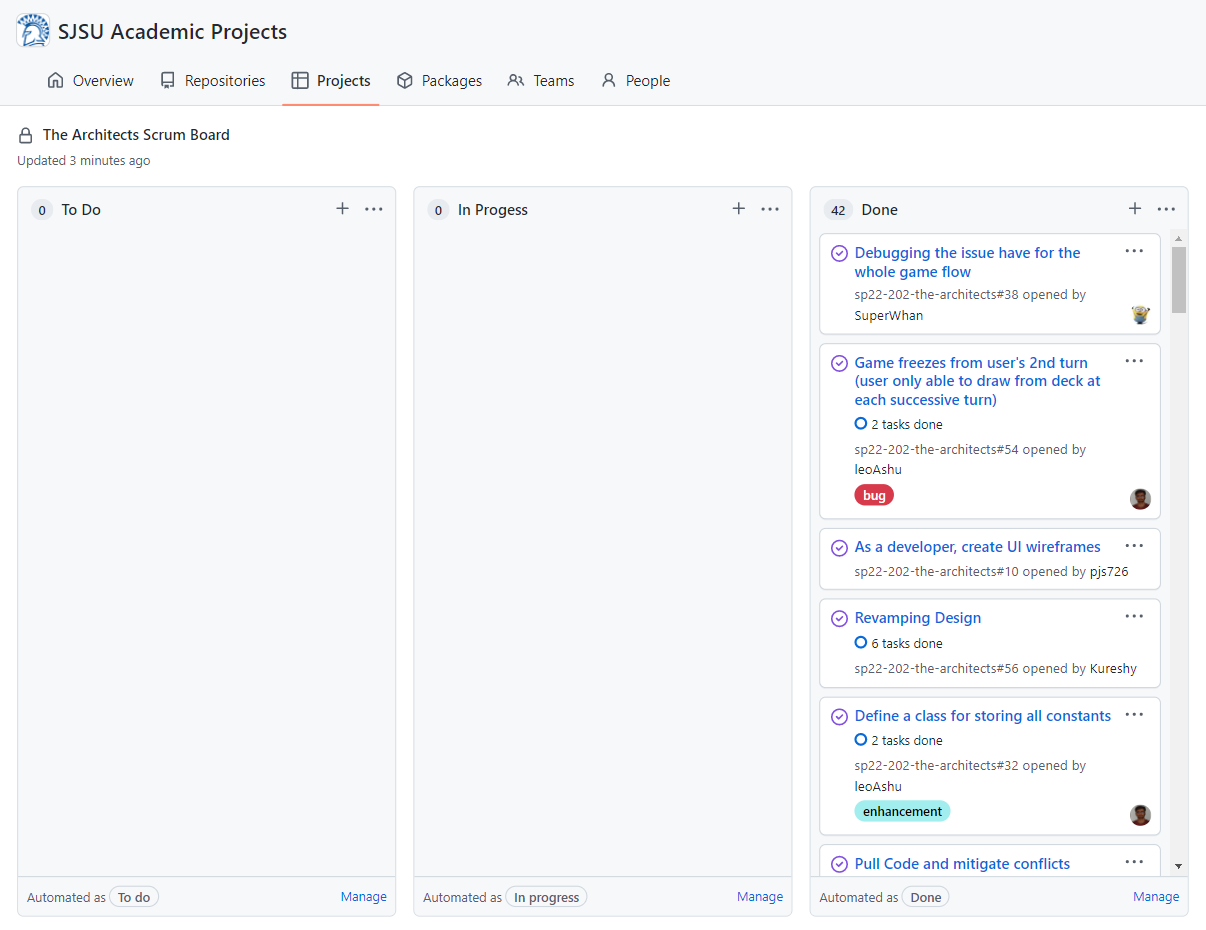 SJSU Academic Projects
Overview Repositories Projects Packages Teams People
The Architects Scrum Board
Updated 3 minutes ago
0 To Do
Automated as To do Manage
0 In Progess
Automated as In progress Manage
42 Done
Debugging the issue have for the
whole game flow
sp22-202-the-architects#38 opened by
SuperWhan
Game freezes from user's 2nd turn
(user only able to draw from deck at
each successive turn)
2 tasks done
sp22-202-the-architects#54 opened by
leoAshu
bug
As a developer, create UI wireframes
sp22-202-the-architects#10 opened by pjs726
Revamping Design
6 tasks done
sp22-202-the-architects#56 opened by Kureshy
Define a class for storing all constants
2 tasks done
sp22-202-the-architects#32 opened by
leoAshu
enhancement
Pull Code and mitigate conflicts
Automated as Done Manage